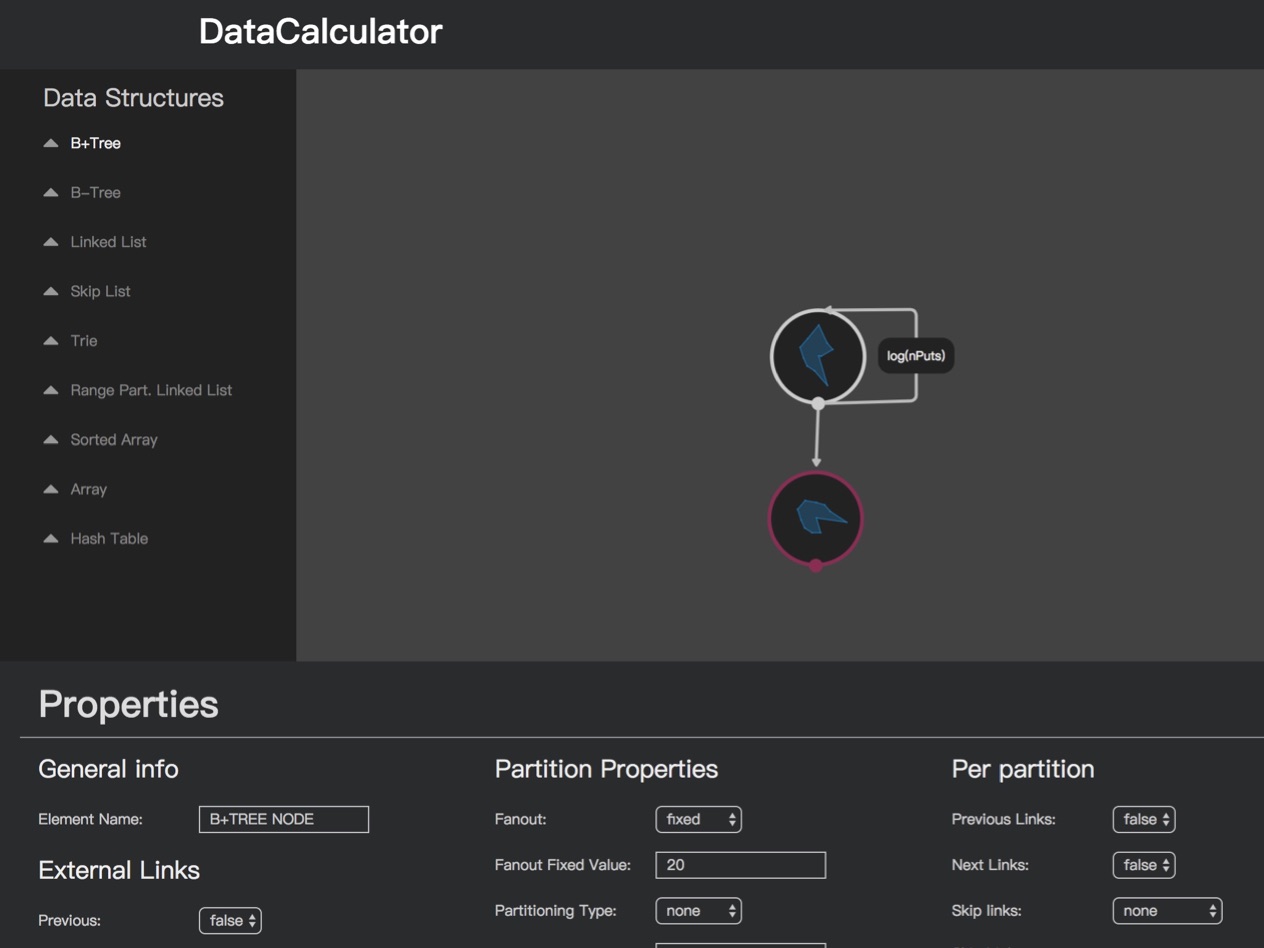 DataCalculator
Data Structures
B+Tree
B-Tree
Linked List
Skip List
Trie
Range Part. Linked List
Sorted Array
Array
Hash Table
log(nPuts)
Properties
General info
Element Name: B+TREE NODE
External Links
Previous: false
Partition Properties
Fanout: fixed
Fanout Fixed Value: 20
Partitioning Type: none
Per partition
Previous Links: false
Next Links: false
Skip links: none